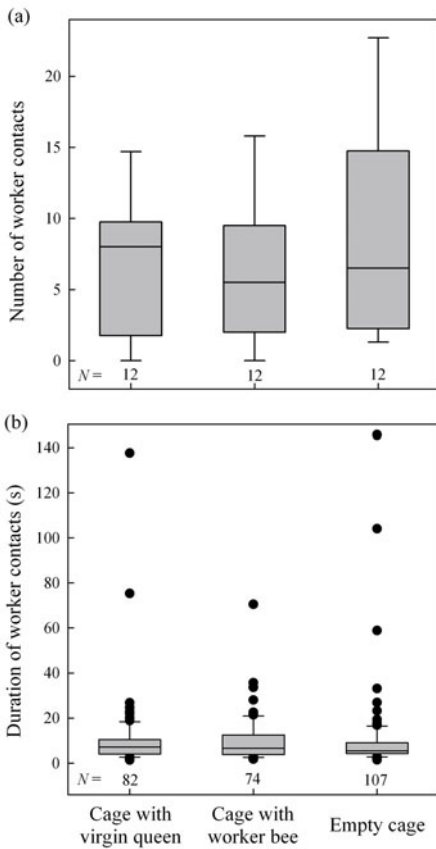 (a)
Number of worker contacts
20
15
10
5
0
N = 12 12 12
(b)
Duration of worker contacts (s)
140
120
100
80
60
40
20
0
N = 82 74 107
Cage with virgin queen
Cage with worker bee
Empty cage